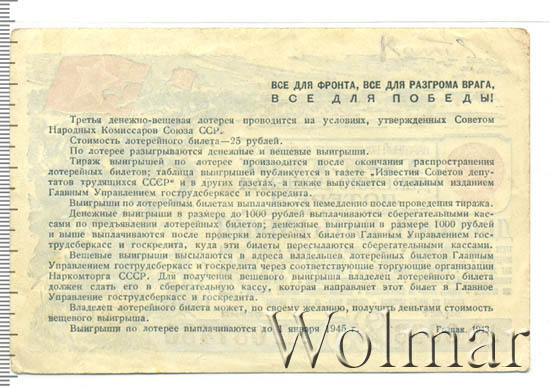 ВСЕ ДЛЯ ФРОНТА, ВСЕ ДЛЯ РАЗГРОМА ВРАГА,
ВСЕ ДЛЯ ПОБЕДЫ!
Третья денежно-вещевая лотерея проводится на условиях, утвержденных Советом
Народных Комиссаров Союза ССР.
Стоимость лотерейного билета—25 рублей.
По лотерее разыгрываются денежные и вещевые выигрыши.
Тираж выигрышей по лотерее производится после окончания распространения
лотерейных билетов; таблица выигрышей публикуется в газете „Известия Советов депу-
татов трудящихся СССР“ и в других газетах, а также выпускается отдельным изданием
Главным Управлением гострудсберкасс и госкредита.
Выигрыши по лотерейным билетам выплачиваются немедленно после проведения тиража.
Денежные выигрыши в размере до 1000 рублей выплачиваются сберегательными кас-
сами по предъявлении лотерейных билетов; денежные выигрыши в размере 1000 рублей
и выше выплачиваются после проверки лотерейных билетов Главным Управлением гос-
трудсберкасс и госкредита, куда эти билеты пересылаются сберегательными кассами.
Вещевые выигрыши высылаются в адреса владельцев лотерейных билетов Главным
Управлением гострудсберкасс и госкредита через соответствующие торгующие организации
Наркомторга СССР. Для получения вещевого выигрыша владелец лотерейного билета
должен сдать его в сберегательную кассу, которая направляет этот билет в Главное
Управление гострудсберкасс и госкредита.
Владелец лотерейного билета может, по своему желанию, получить деньгами стоимость
вещевого выигрыша.
Выигрыши по лотерее выплачиваются до 1 января 1945 г.
Гознак. 1943.
Wolmar